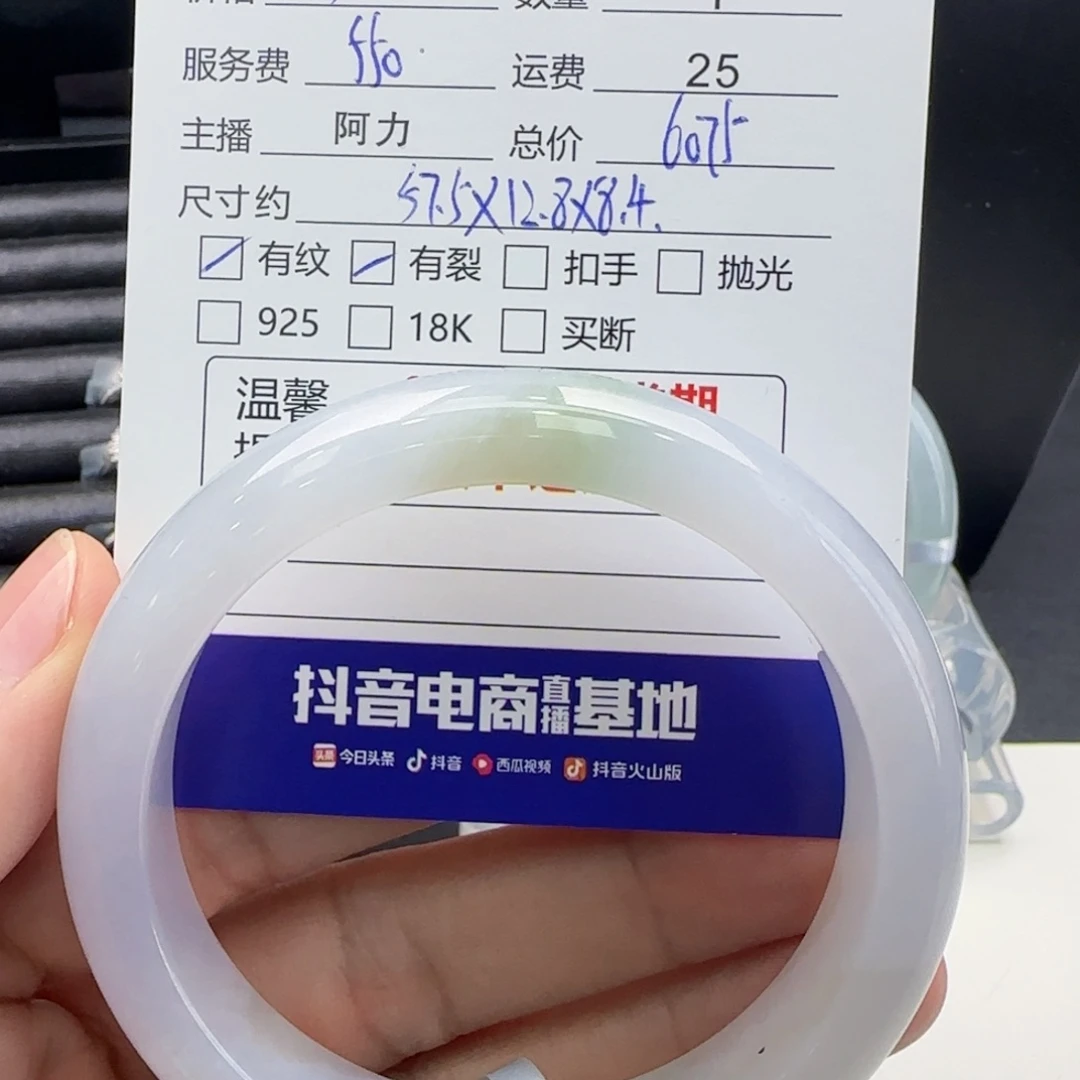 服务费 550 运费 25
主播 阿力 总价 6075
尺寸约 57.5X12.8X8.4.
有纹 有裂 扣手 抛光
925 18K 买断
温馨
抖音电商直播基地
头条 今日头条 抖音 西瓜视频 抖音火山版